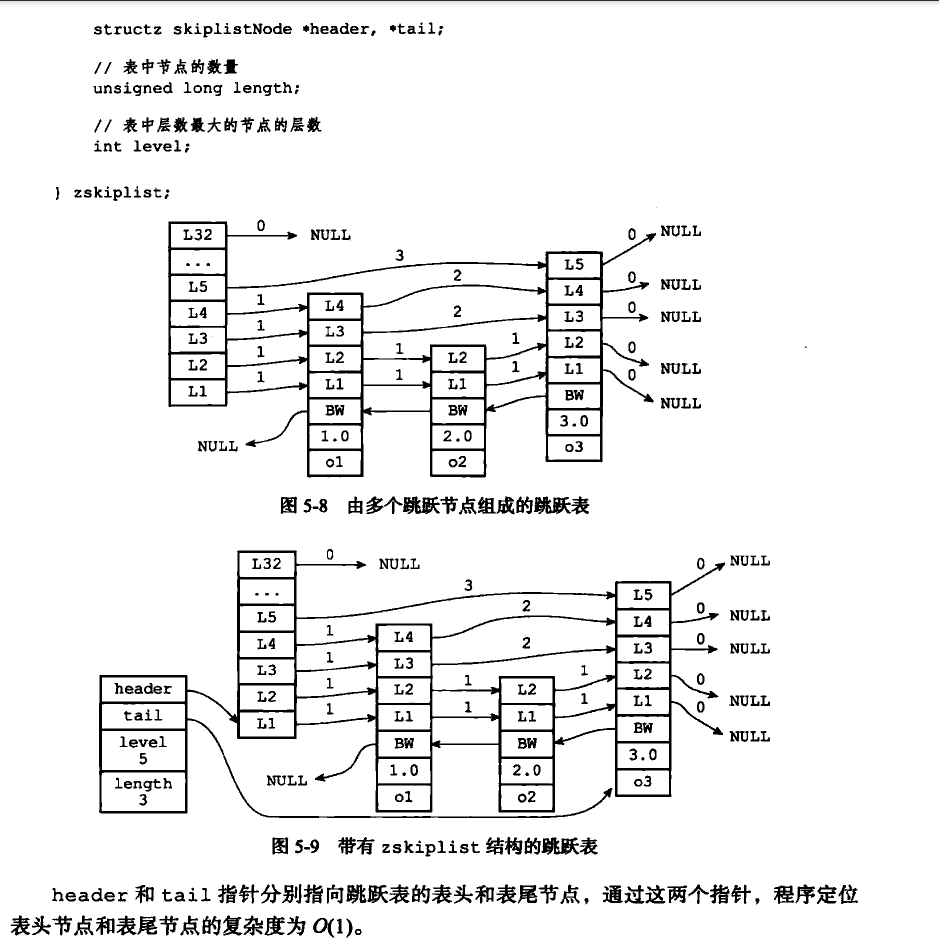 structz skiplistNode *header, *tail;
// 表中节点的数量
unsigned long length;
// 表中层数最大的节点的层数
int level;
} zskiplist;
L32
0
NULL
...
L5
3
L4
1
L3
1
L2
1
L1
1
L4
2
L3
2
L2
1
L1
1
BW
1.0
o1
NULL
L2
1
L1
1
BW
2.0
o2
L5
0
NULL
L4
0
NULL
L3
0
NULL
L2
0
NULL
L1
0
NULL
BW
3.0
o3
图 5-8 由多个跳跃节点组成的跳跃表
header
tail
level
5
length
3
L32
0
NULL
...
L5
3
L4
1
L3
1
L2
1
L1
1
L4
2
L3
2
L2
1
L1
1
BW
1.0
o1
NULL
L2
1
L1
1
BW
2.0
o2
L5
0
NULL
L4
0
NULL
L3
0
NULL
L2
0
NULL
L1
0
NULL
BW
3.0
o3
图 5-9 带有 zskiplist 结构的跳跃表
header 和 tail 指针分别指向跳跃表的表头和表尾节点，通过这两个指针，程序定位
表头节点和表尾节点的复杂度为 O(1)。